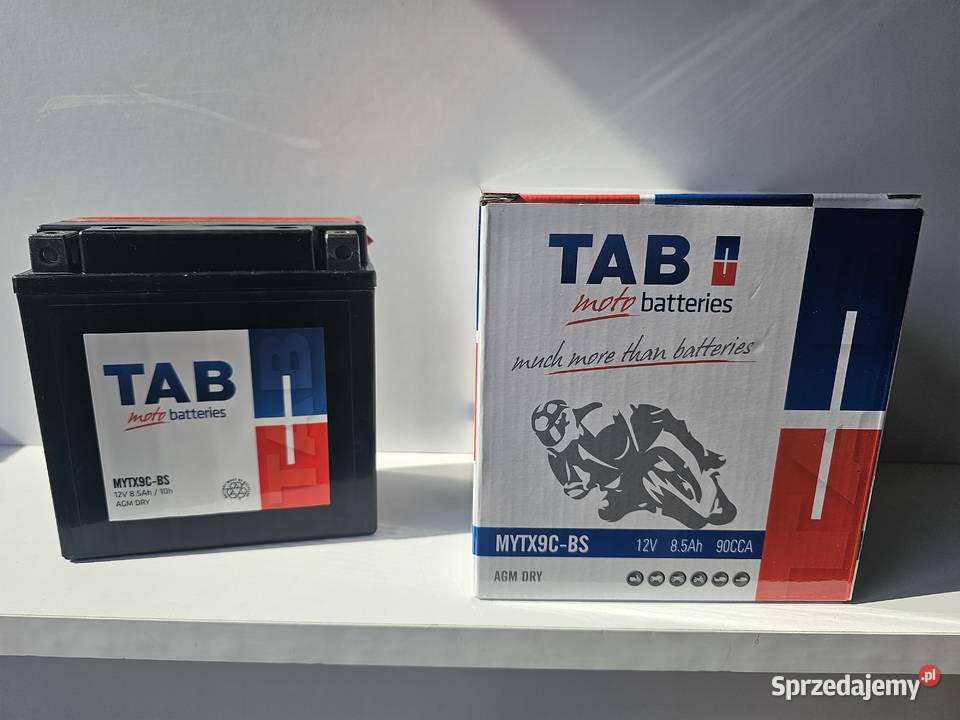 TAB
moto batteries
MYTX9C-BS
12V 8.5Ah / 10h
AGM DRY
TAB
TAB
moto batteries
much more than batteries
MYTX9C-BS 12V 8.5Ah 90CCA
AGM DRY
Sprzedajemy.pl